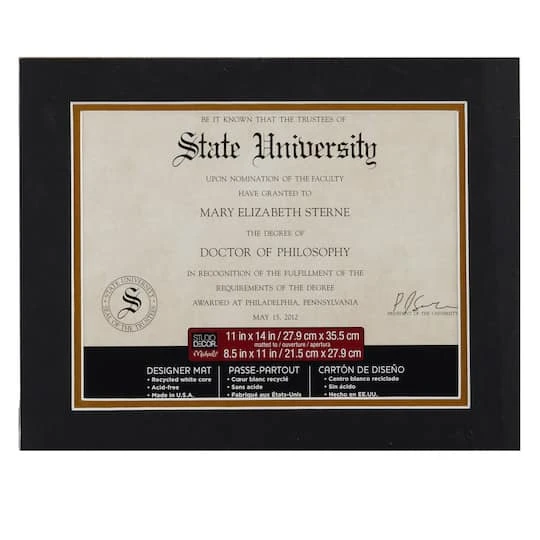 BE IT KNOWN THAT THE TRUSTEES OF
State University
UPON NOMINATION OF THE FACULTY
HAVE GRANTED TO
MARY ELIZABETH STERNE
THE DEGREE OF
DOCTOR OF PHILOSOPHY
IN RECOGNITION OF THE FULFILLMENT OF THE
REQUIREMENTS OF THE DEGREE
AWARDED AT PHILADELPHIA, PENNSYLVANIA
MAY 15, 2012
STATE UNIVERSITY
S
SEAL OF THE TRUSTEES
PRESIDENT OF THE UNIVERSITY
STUDIO
DECOR
Michaels
11 in x 14 in / 27.9 cm x 35.5 cm
matted to / ouverture / apertura
8.5 in x 11 in / 21.5 cm x 27.9 cm
DESIGNER MAT
• Recycled white core
• Acid-free
• Made in U.S.A.
PASSE-PARTOUT
• Cœur blanc recyclé
• Sans acide
• Fabriqué aux États-Unis
CARTÓN DE DISEÑO
• Centro blanco reciclado
• Sin ácido
• Hecho en EE.UU.